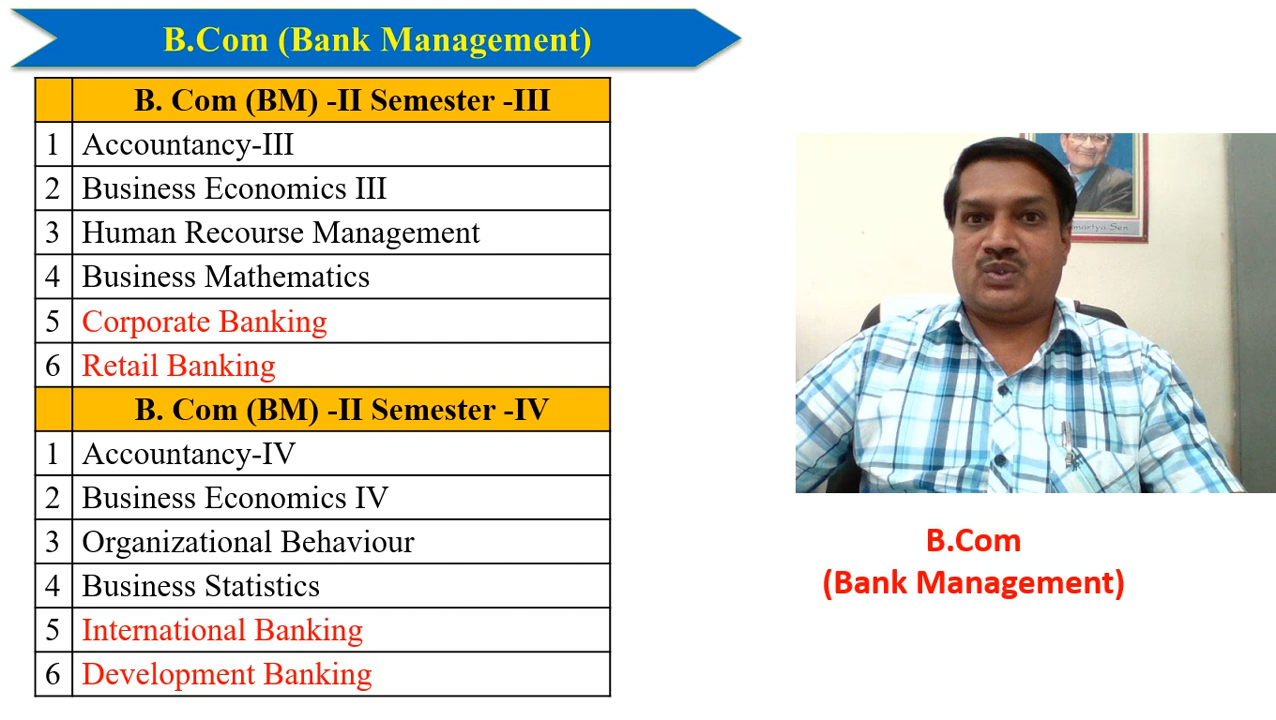 B.Com (Bank Management)
B. Com (BM) -II Semester -III
1 Accountancy-III
2 Business Economics III
3 Human Recourse Management
4 Business Mathematics
5 Corporate Banking
6 Retail Banking
B. Com (BM) -II Semester -IV
1 Accountancy-IV
2 Business Economics IV
3 Organizational Behaviour
4 Business Statistics
5 International Banking
6 Development Banking
martya Sen
B.Com
(Bank Management)